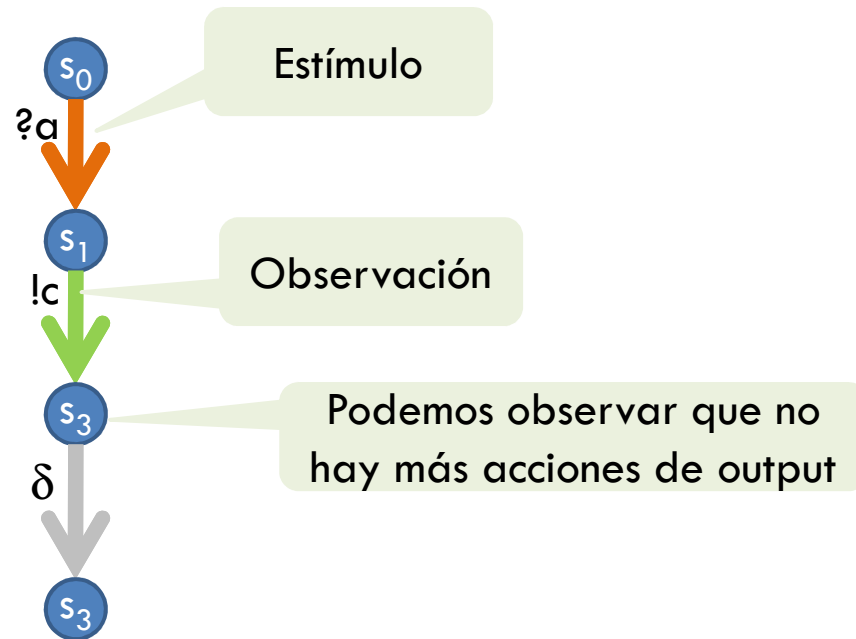 s0
Estímulo
?a
s1
Observación
!c
s3
Podemos observar que no
hay más acciones de output
δ
s3